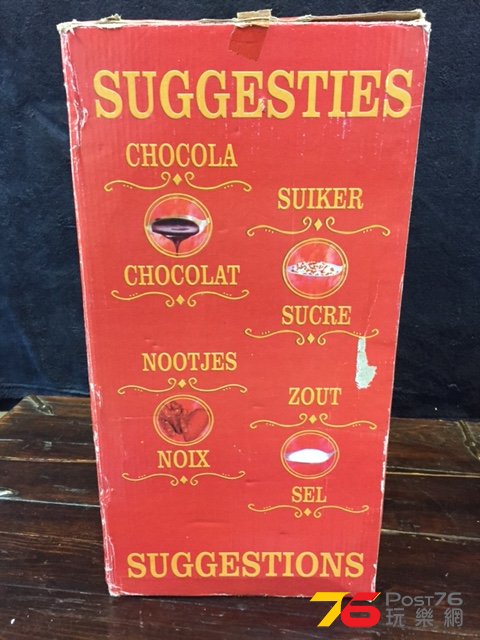 SUGGESTIES
CHOCOLA
CHOCOLAT
SUIKER
SUCRE
NOOTJES
NOIX
ZOUT
SEL
SUGGESTIONS
76 POST76
玩樂網